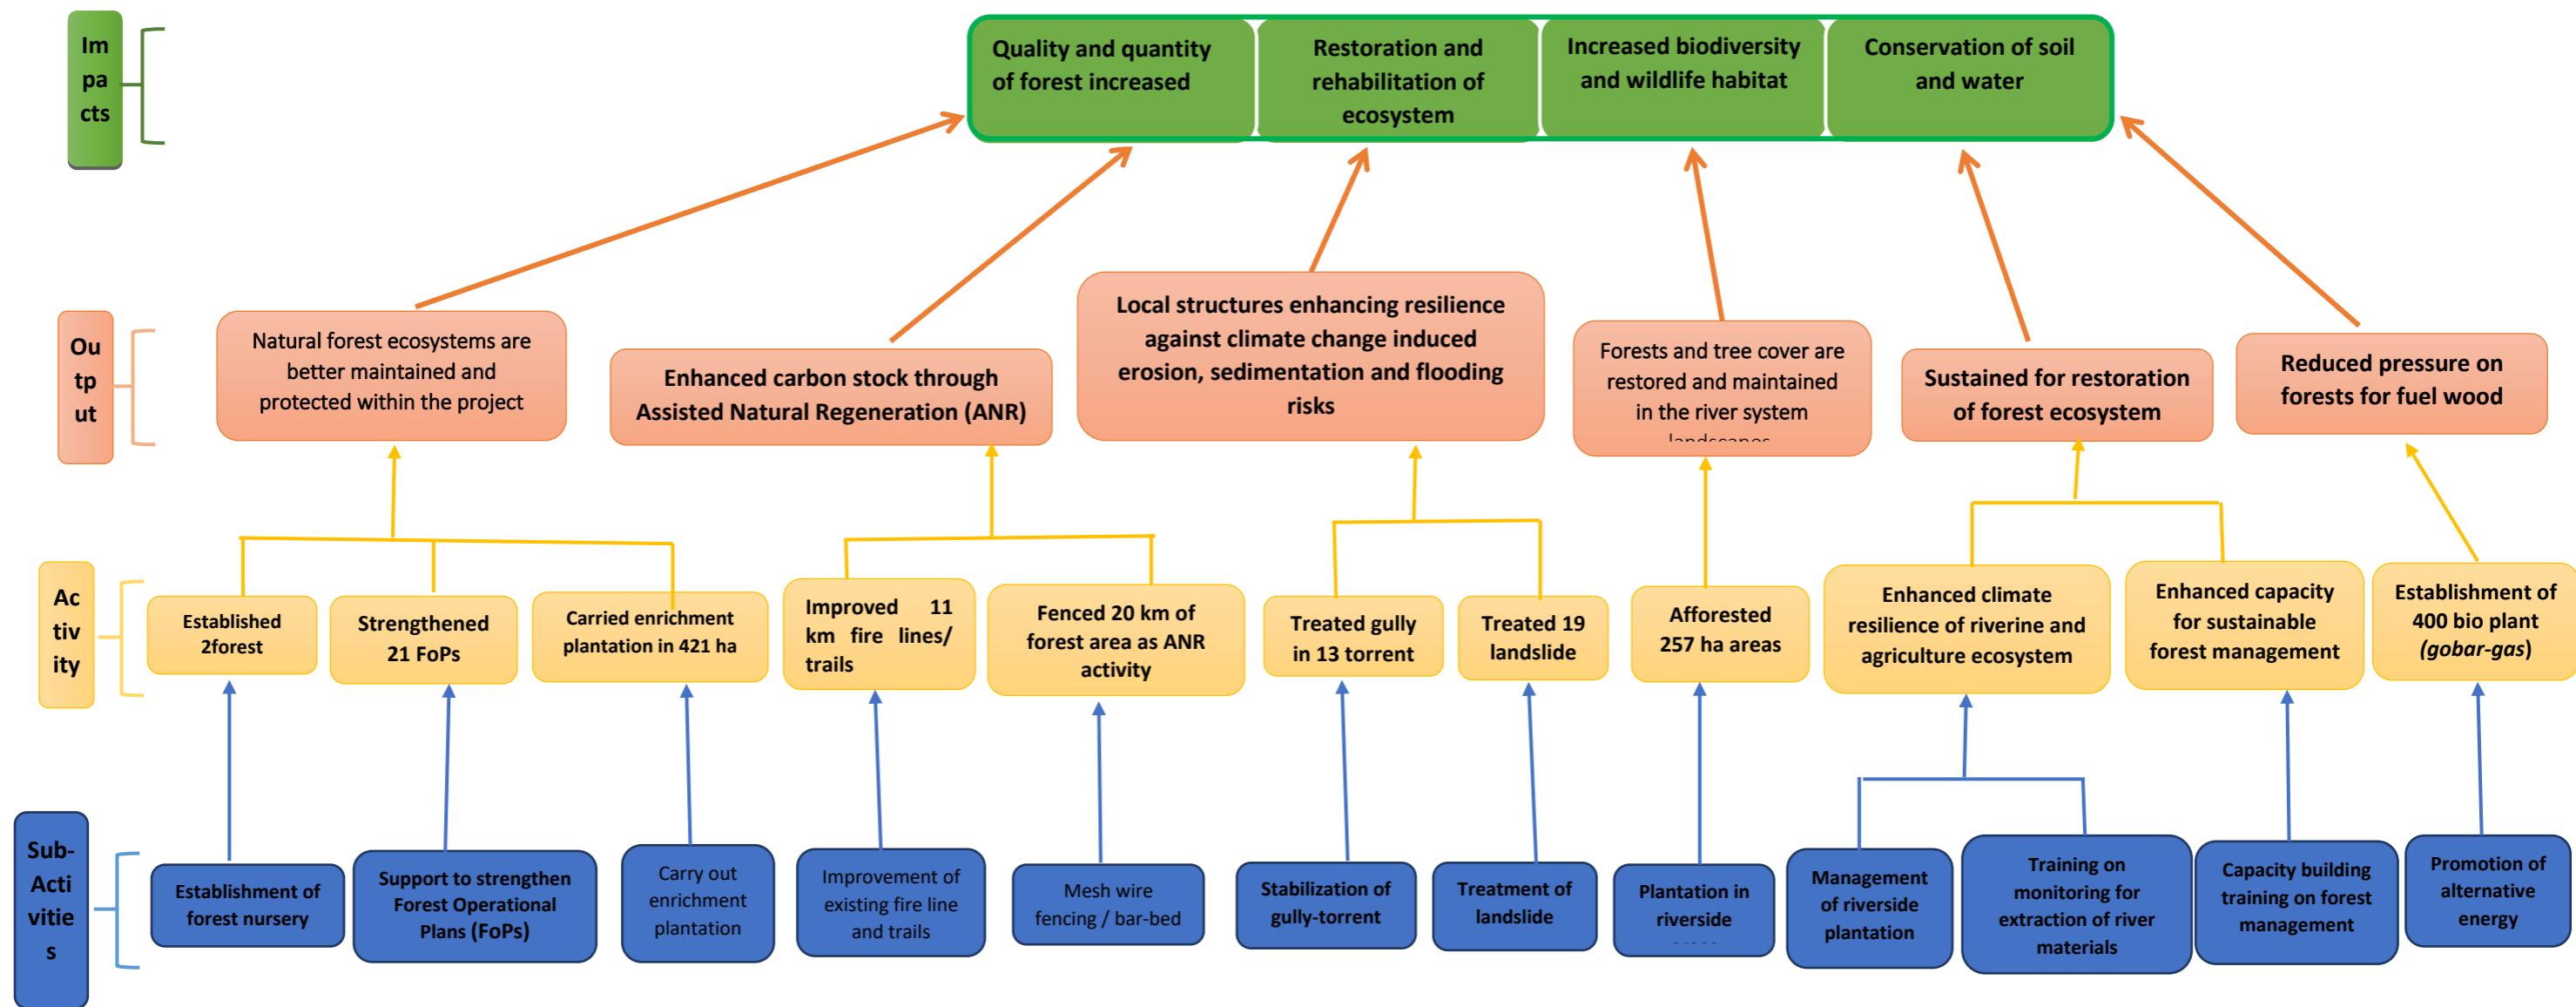 Im
pa
cts
Quality and quantity
of forest increased
Restoration and
rehabilitation of
ecosystem
Increased biodiversity
and wildlife habitat
Conservation of soil
and water
Ou
tp
ut
Natural forest ecosystems are
better maintained and
protected within the project
Enhanced carbon stock through
Assisted Natural Regeneration (ANR)
Local structures enhancing resilience
against climate change induced
erosion, sedimentation and flooding
risks
Forests and tree cover are
restored and maintained
in the river system
landscapes
Sustained for restoration
of forest ecosystem
Reduced pressure on
forests for fuel wood
Ac
tiv
ity
Established
2forest
Strengthened
21 FoPs
Carried enrichment
plantation in 421 ha
Improved 11
km fire lines/
trails
Fenced 20 km of
forest area as ANR
activity
Treated gully
in 13 torrent
Treated 19
landslide
Afforested
257 ha areas
Enhanced climate
resilience of riverine and
agriculture ecosystem
Enhanced capacity
for sustainable
forest management
Establishment of
400 bio plant
(gobar-gas)
Sub-
Acti
vitie
s
Establishment of
forest nursery
Support to strengthen
Forest Operational
Plans (FoPs)
Carry out
enrichment
plantation
Improvement of
existing fire line
and trails
Mesh wire
fencing / bar-bed
Stabilization of
gully-torrent
Treatment of
landslide
Plantation in
riverside
Management
of riverside
plantation
Training on
monitoring for
extraction of river
materials
Capacity building
training on forest
management
Promotion of
alternative
energy